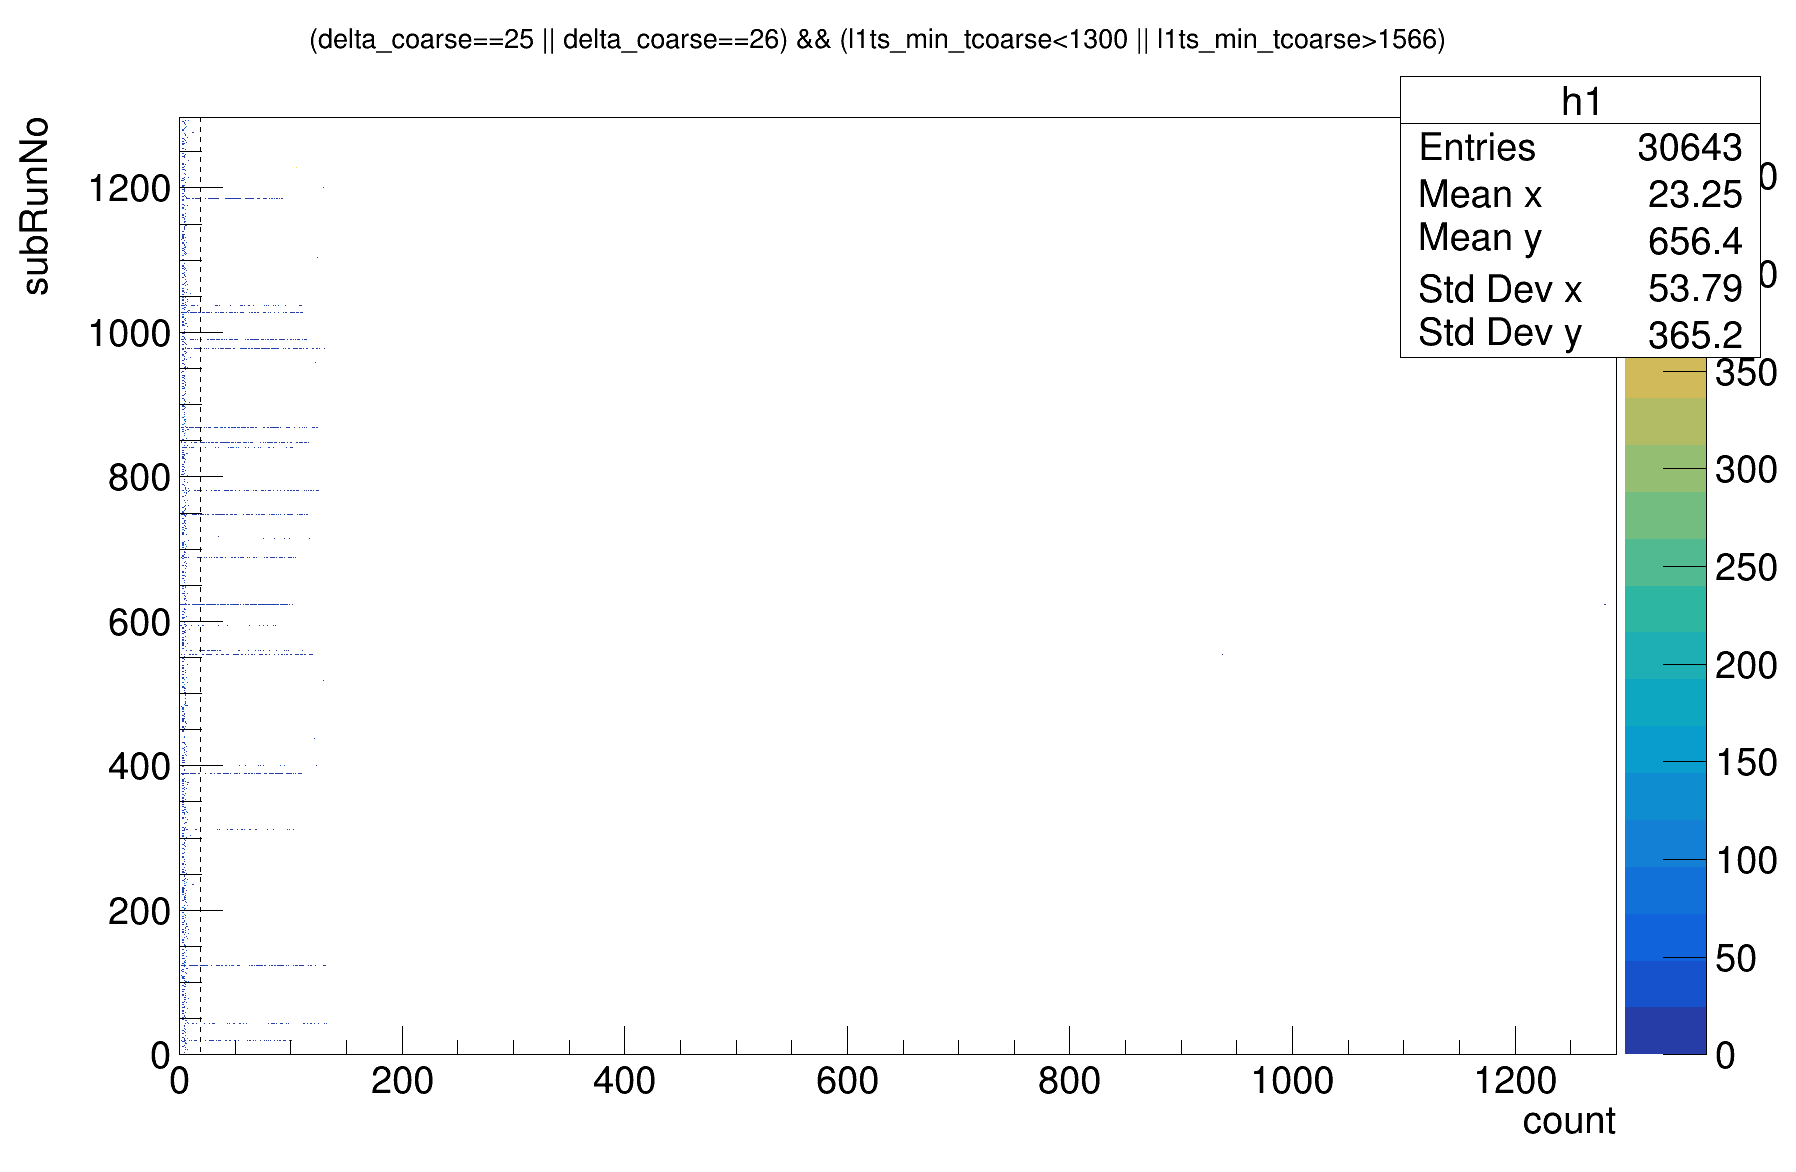 (delta_coarse==25 || delta_coarse==26) && (l1ts_min_tcoarse<1300 || l1ts_min_tcoarse>1566)
h1
Entries 30643
Mean x 23.25
Mean y 656.4
Std Dev x 53.79
Std Dev y 365.2
subRunNo
1200
1000
800
600
400
200
0
0 200 400 600 800 1000 1200
count
0
0
350
300
250
200
150
100
50
0